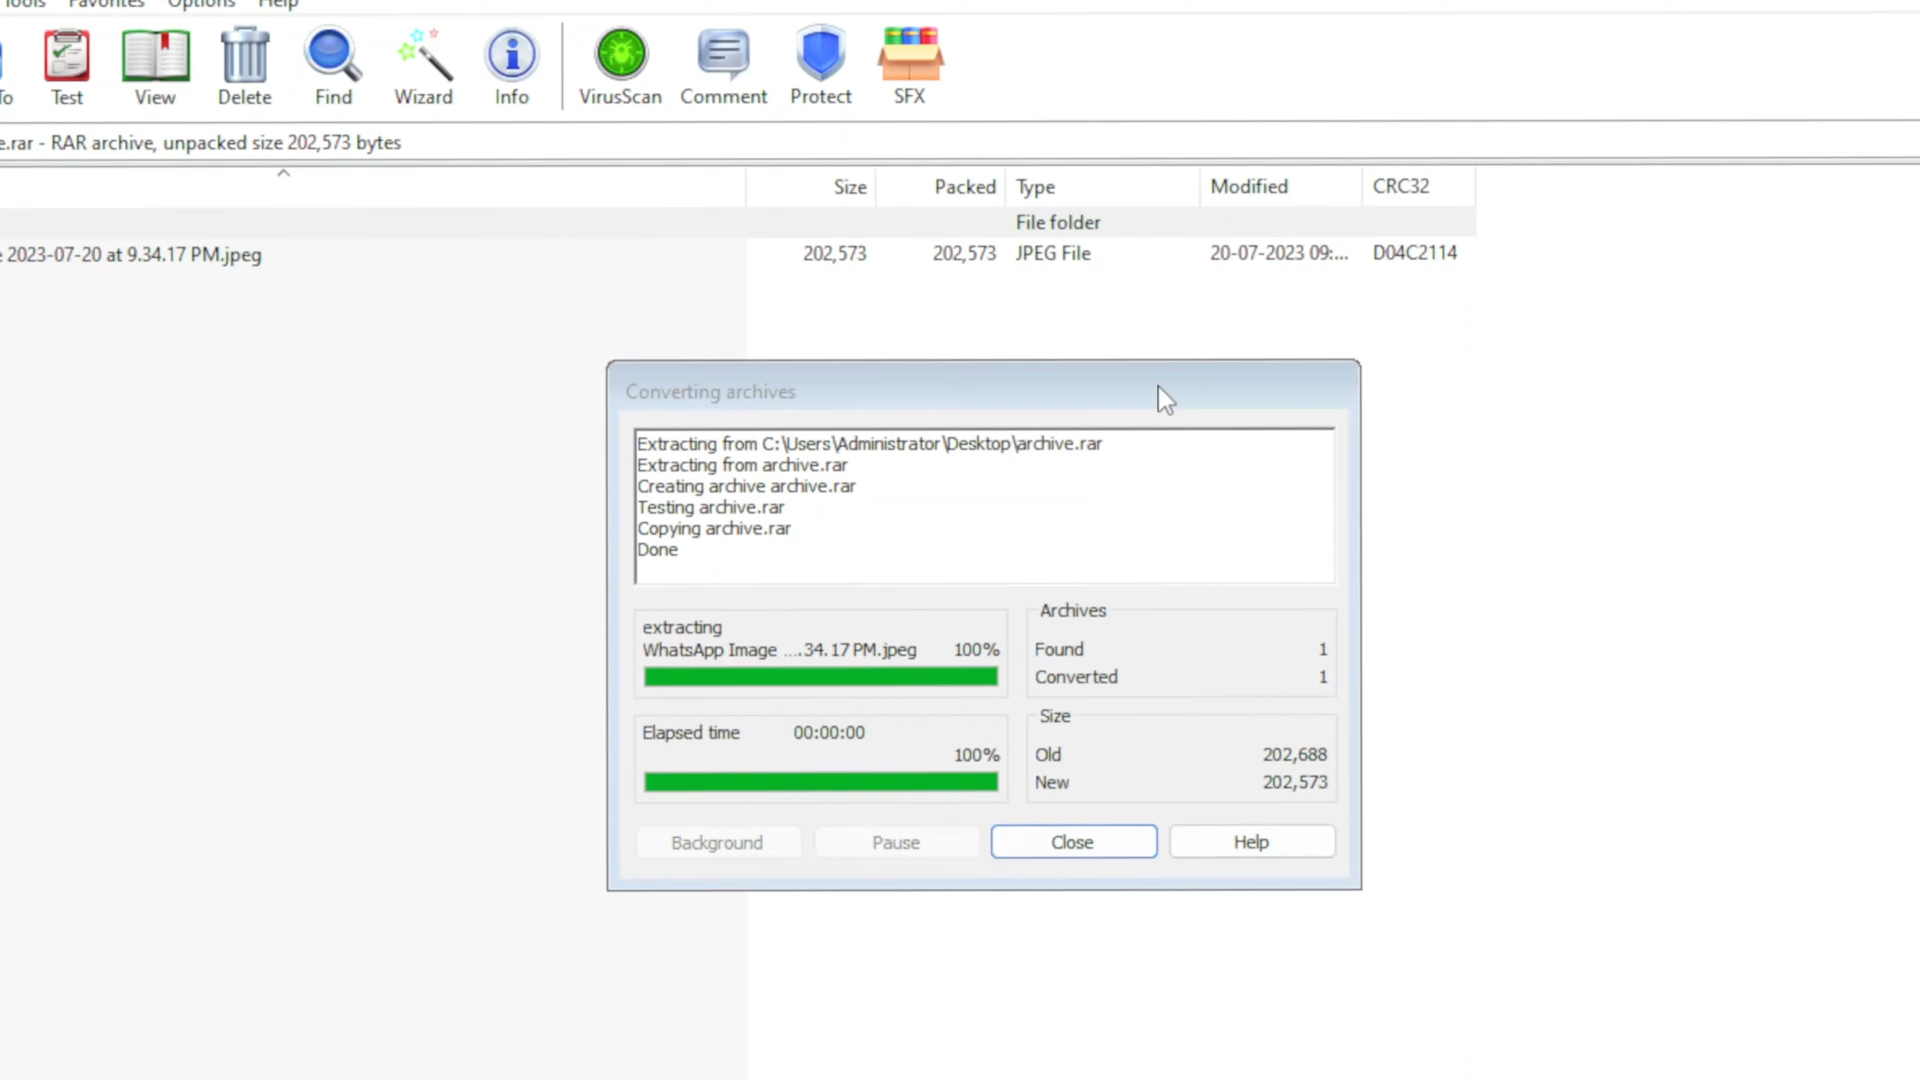 Tools Favorites Options Help
To Test View Delete Find Wizard Info VirusScan Comment Protect SFX
e.rar - RAR archive, unpacked size 202,573 bytes
Size Packed Type Modified CRC32
File folder
2023-07-20 at 9.34.17 PM.jpeg 202,573 202,573 JPEG File 20-07-2023 09:... D04C2114
Converting archives
Extracting from C:\Users\Administrator\Desktop\archive.rar
Extracting from archive.rar
Creating archive archive.rar
Testing archive.rar
Copying archive.rar
Done
extracting
WhatsApp Image ....34.17 PM.jpeg 100%
Elapsed time 00:00:00
100%
Archives
Found 1
Converted 1
Size
Old 202,688
New 202,573
Background Pause Close Help